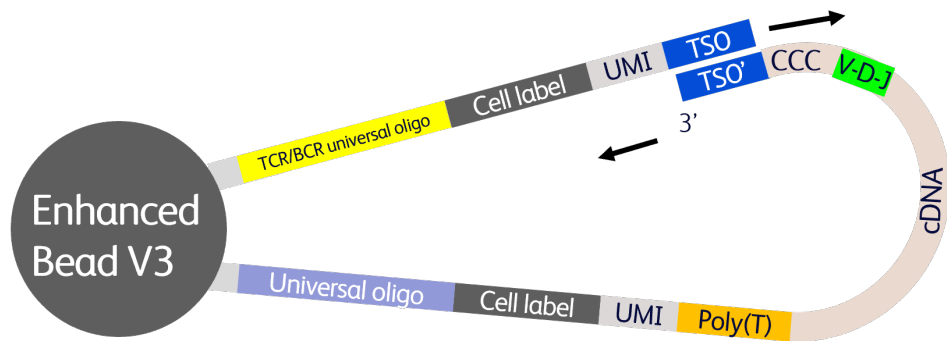 TSO
UMI
TSO'
CCC
V-D-J
Cell label
TCR/BCR universal oligo
3'
cDNA
Enhanced
Bead V3
Universal oligo
Cell label
UMI
Poly(T)